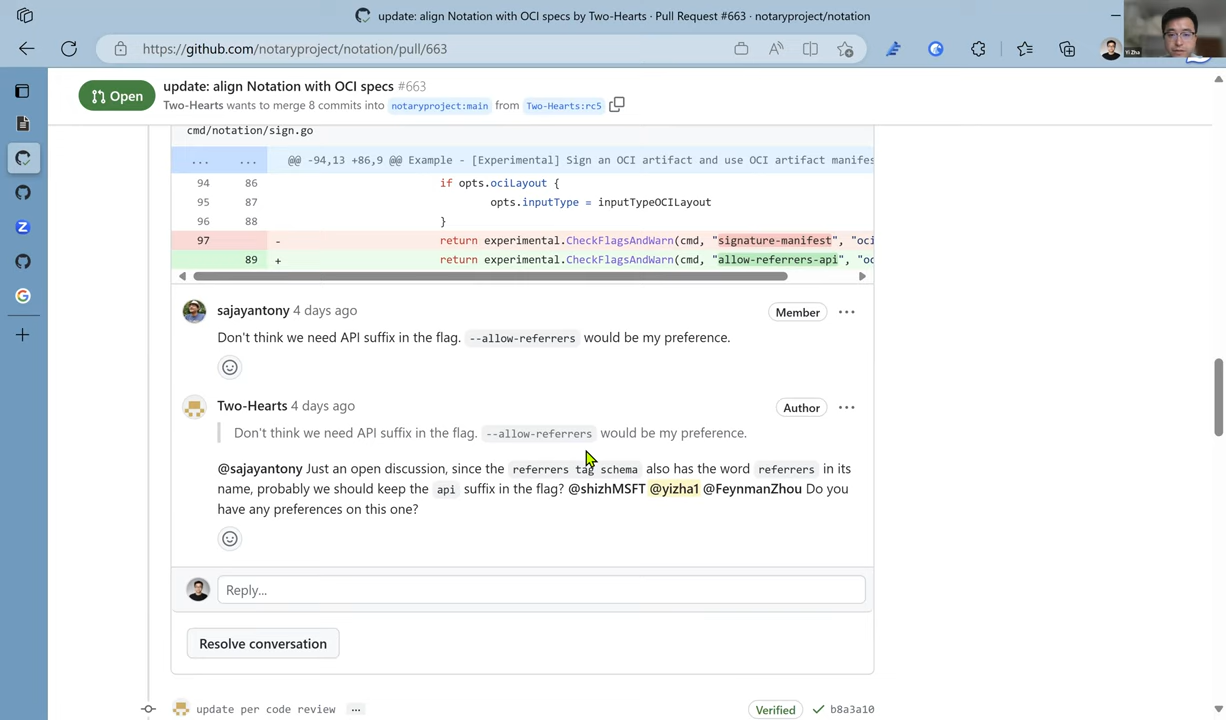 update: align Notation with OCI specs by Two-Hearts · Pull Request #663 · notaryproject/notation
https://github.com/notaryproject/notation/pull/663
Yi Zha
Open
update: align Notation with OCI specs #663
Two-Hearts wants to merge 8 commits into notaryproject:main from Two-Hearts:rc5
cmd/notation/sign.go
... ... @@ -94,13 +86,9 @@ Example - [Experimental] Sign an OCI artifact and use OCI artifact manifes
94 86 if opts.ociLayout {
95 87 opts.inputType = inputTypeOCILayout
96 88 }
97 - return experimental.CheckFlagsAndWarn(cmd, "signature-manifest", "oci
89 + return experimental.CheckFlagsAndWarn(cmd, "allow-referrers-api", "oc
sajayantony 4 days ago
Member
Don't think we need API suffix in the flag. --allow-referrers would be my preference.
Two-Hearts 4 days ago
Author
Don't think we need API suffix in the flag. --allow-referrers would be my preference.
@sajayantony Just an open discussion, since the referrers tag schema also has the word referrers in its
name, probably we should keep the api suffix in the flag? @shizhMSFT @yizha1 @FeynmanZhou Do you
have any preferences on this one?
Reply...
Resolve conversation
update per code review ...
Verified
b8a3a10